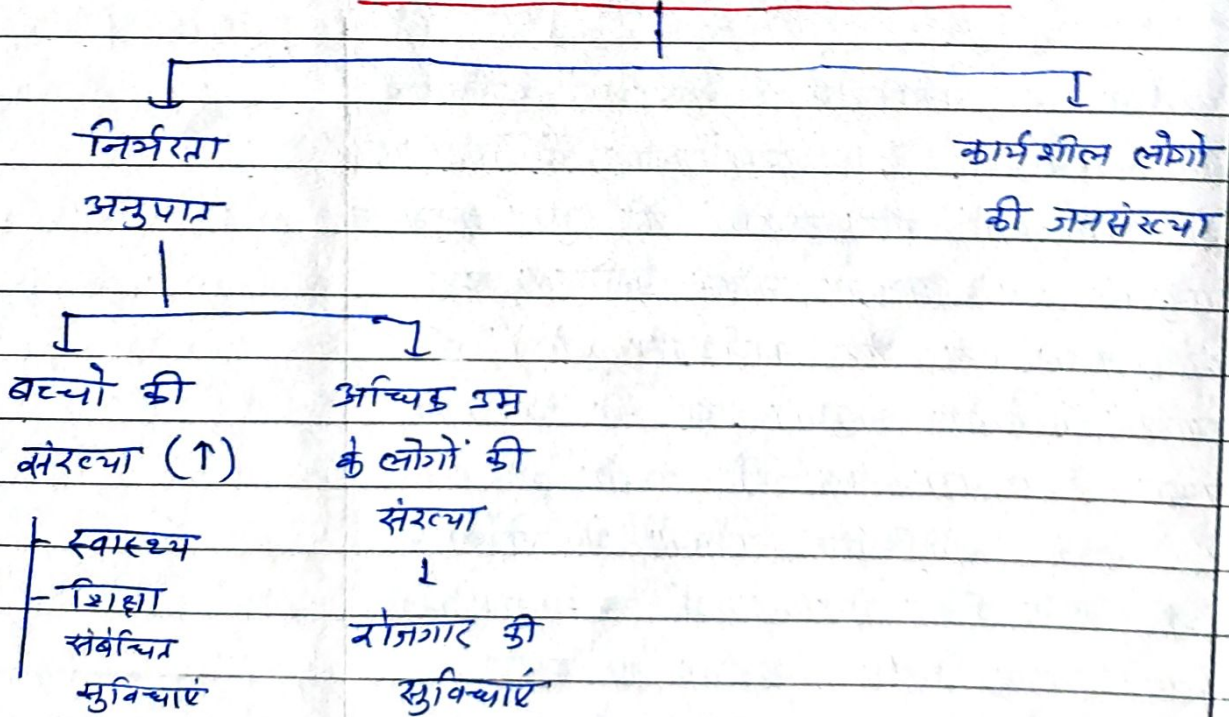 निर्भरता
अनुपात
कार्यशील लोगो
की जनसंख्या
बच्चो की
संख्या (↑)
स्वास्थ्य
शिक्षा
संबंधित
सुविधाएं
अधिक उम्र
के लोगों की
संख्या
↓
रोजगार की
सुविधाएं